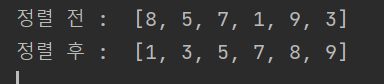 정렬 전 :  [8, 5, 7, 1, 9, 3]
정렬 후 :  [1, 3, 5, 7, 8, 9]